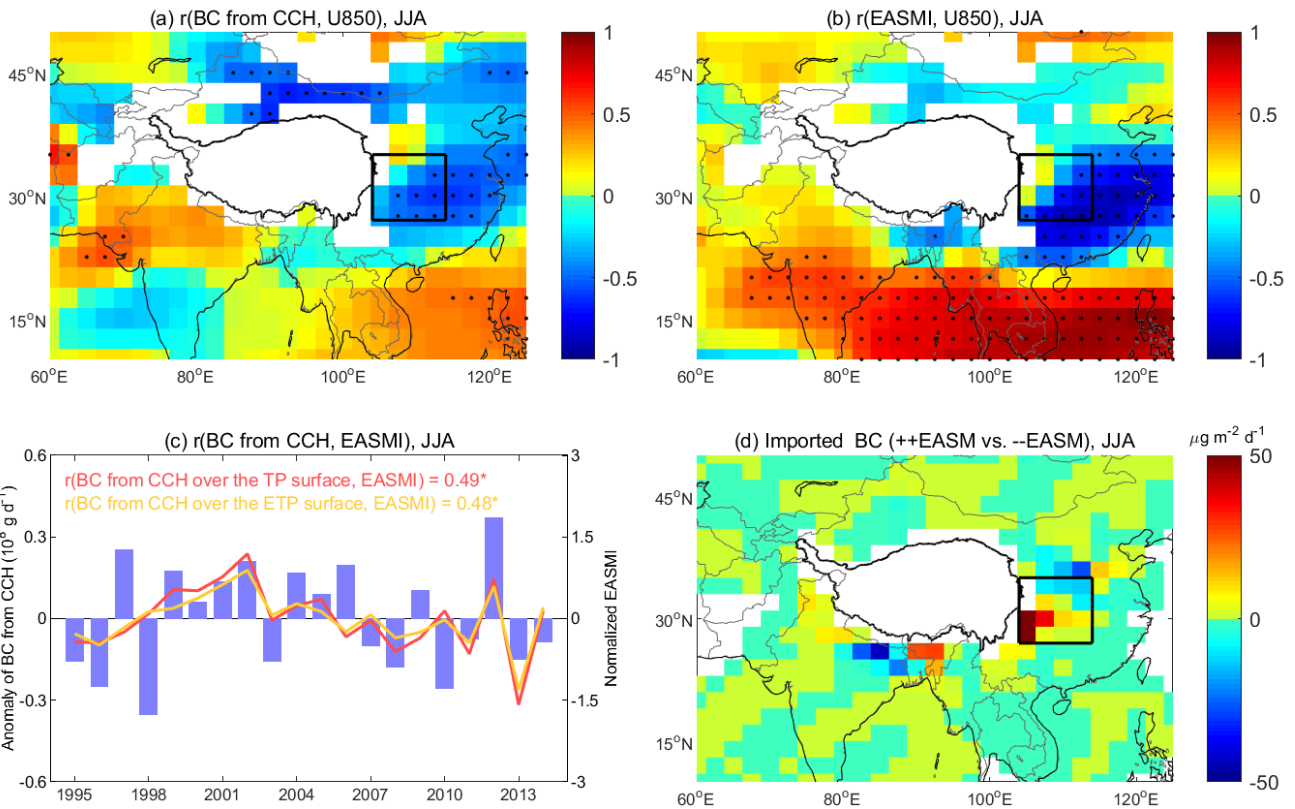 (a) r(BC from CCH, U850), JJA
45°N
30°N
15°N
60°E
80°E
100°E
120°E
1
0.5
0
-0.5
-1
(b) r(EASMI, U850), JJA
45°N
30°N
15°N
60°E
80°E
100°E
120°E
1
0.5
0
-0.5
-1
(c) r(BC from CCH, EASMI), JJA
r(BC from CCH over the TP surface, EASMI) = 0.49*
r(BC from CCH over the ETP surface, EASMI) = 0.48*
Anomaly of BC from CCH (10⁶ g d⁻¹)
0.6
0.3
0
-0.3
-0.6
3
1.5
0
-1.5
-3
Normalized EASMI
1995
1998
2001
2004
2007
2010
2013
(d) Imported BC (++EASM vs. --EASM), JJA
μg m⁻² d⁻¹
45°N
30°N
15°N
60°E
80°E
100°E
120°E
50
0
-50